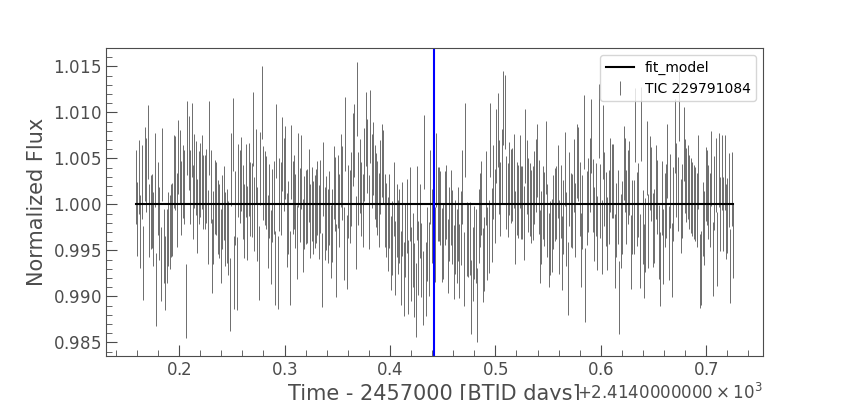 fit_model
TIC 229791084
Normalized Flux
1.015
1.010
1.005
1.000
0.995
0.990
0.985
0.2 0.3 0.4 0.5 0.6 0.7
Time - 2457000 [BTJD days]
+2.4140000000 × 10³